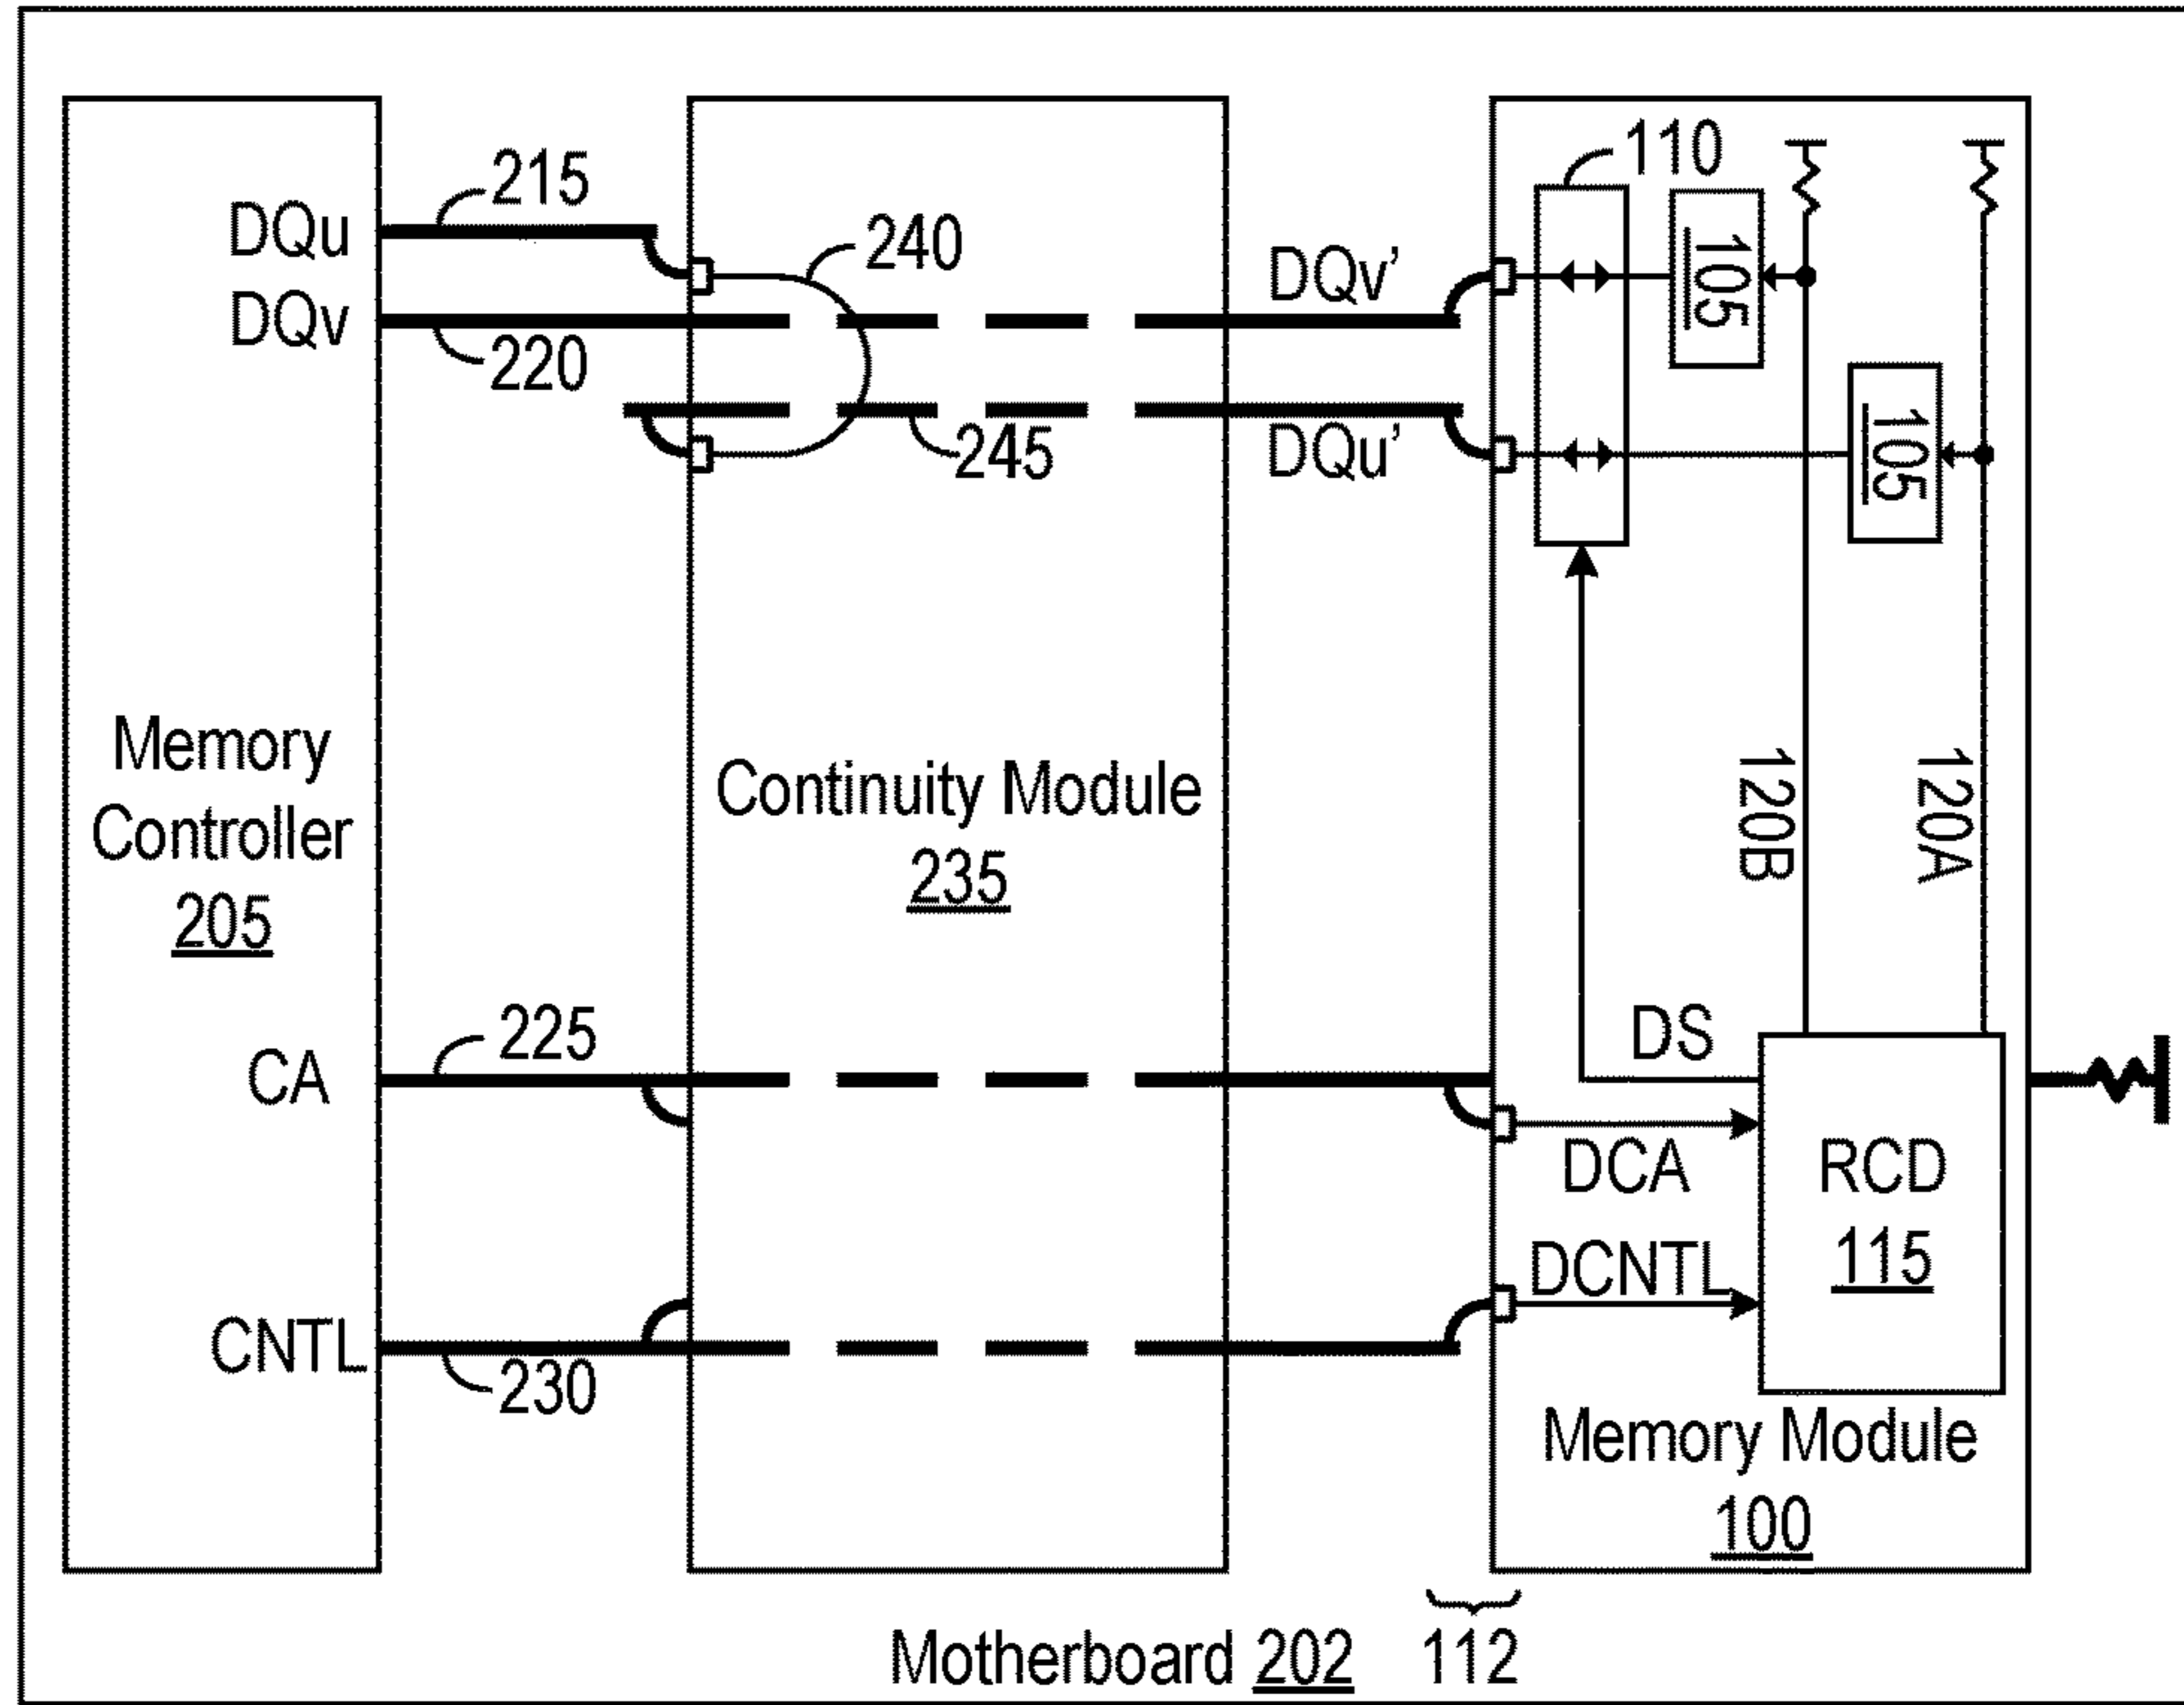 215
DQu
240
DQv
220
245
DQv’
DQu’
110
105
105
Memory
Controller
205
Continuity Module
235
120B
120A
225
CA
DS
DCA
RCD
115
DCNTL
CNTL
230
Memory Module
100
Motherboard 202
112